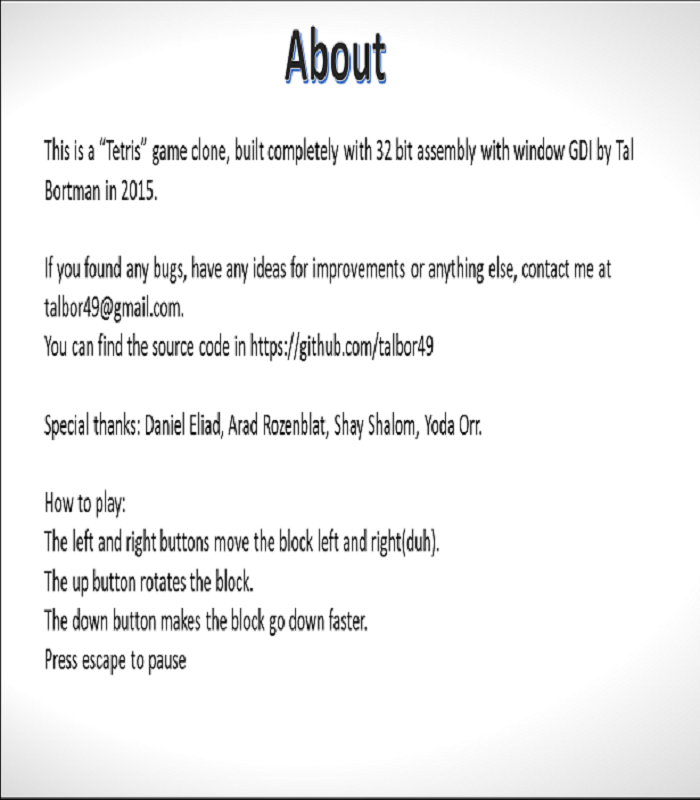 About
This is a “Tetris” game clone, built completely with 32 bit assembly with window GDI by Tal
Bortman in 2015.
If you found any bugs, have any ideas for improvements or anything else, contact me at
talbor49@gmail.com.
You can find the source code in https://github.com/talbor49
Special thanks: Daniel Eliad, Arad Rozenblat, Shay Shalom, Yoda Orr.
How to play:
The left and right buttons move the block left and right(duh).
The up button rotates the block.
The down button makes the block go down faster.
Press escape to pause